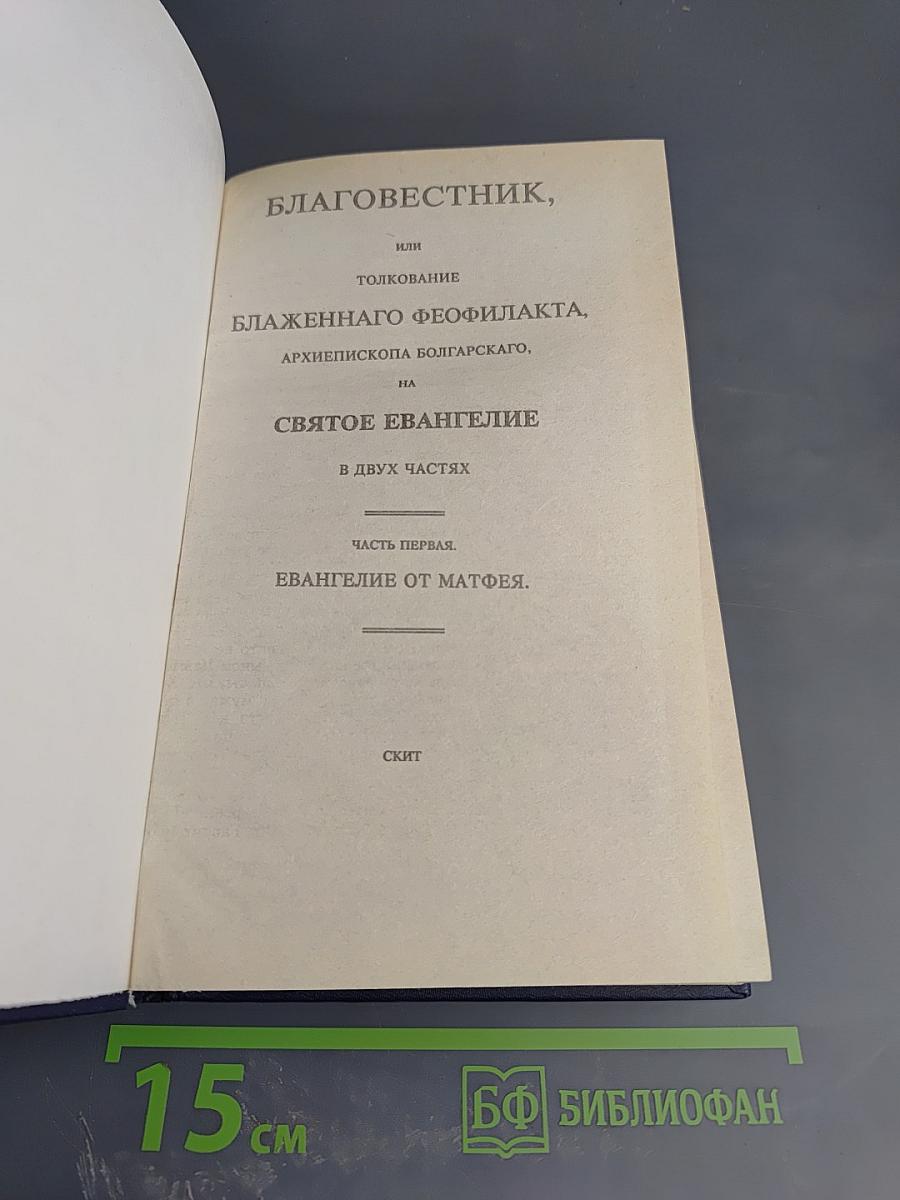 БЛАГОВЕСТНИК,
ИЛИ
ТОЛКОВАНИЕ
БЛАЖЕННАГО ФЕОФИЛАКТА,
АРХИЕПИСКОПА БОЛГАРСКАГО,
НА
СВЯТОЕ ЕВАНГЕЛИЕ
В ДВУХ ЧАСТЯХ
ЧАСТЬ ПЕРВАЯ.
ЕВАНГЕЛИЕ ОТ МАТФЕЯ.
СКИТ
15 см
БФ БИБЛИОФАН